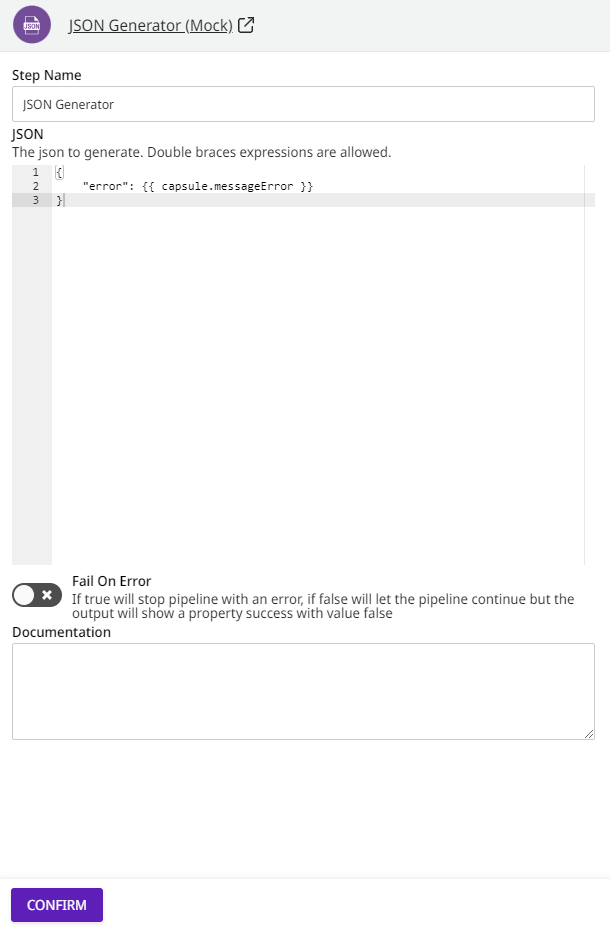 JSON
JSON Generator (Mock)
Step Name
JSON Generator
JSON
The json to generate. Double braces expressions are allowed.
1 {
2 "error": {{ capsule.messageError }}
3 }
Fail On Error
If true will stop pipeline with an error, if false will let the pipeline continue but the
output will show a property success with value false
Documentation
CONFIRM